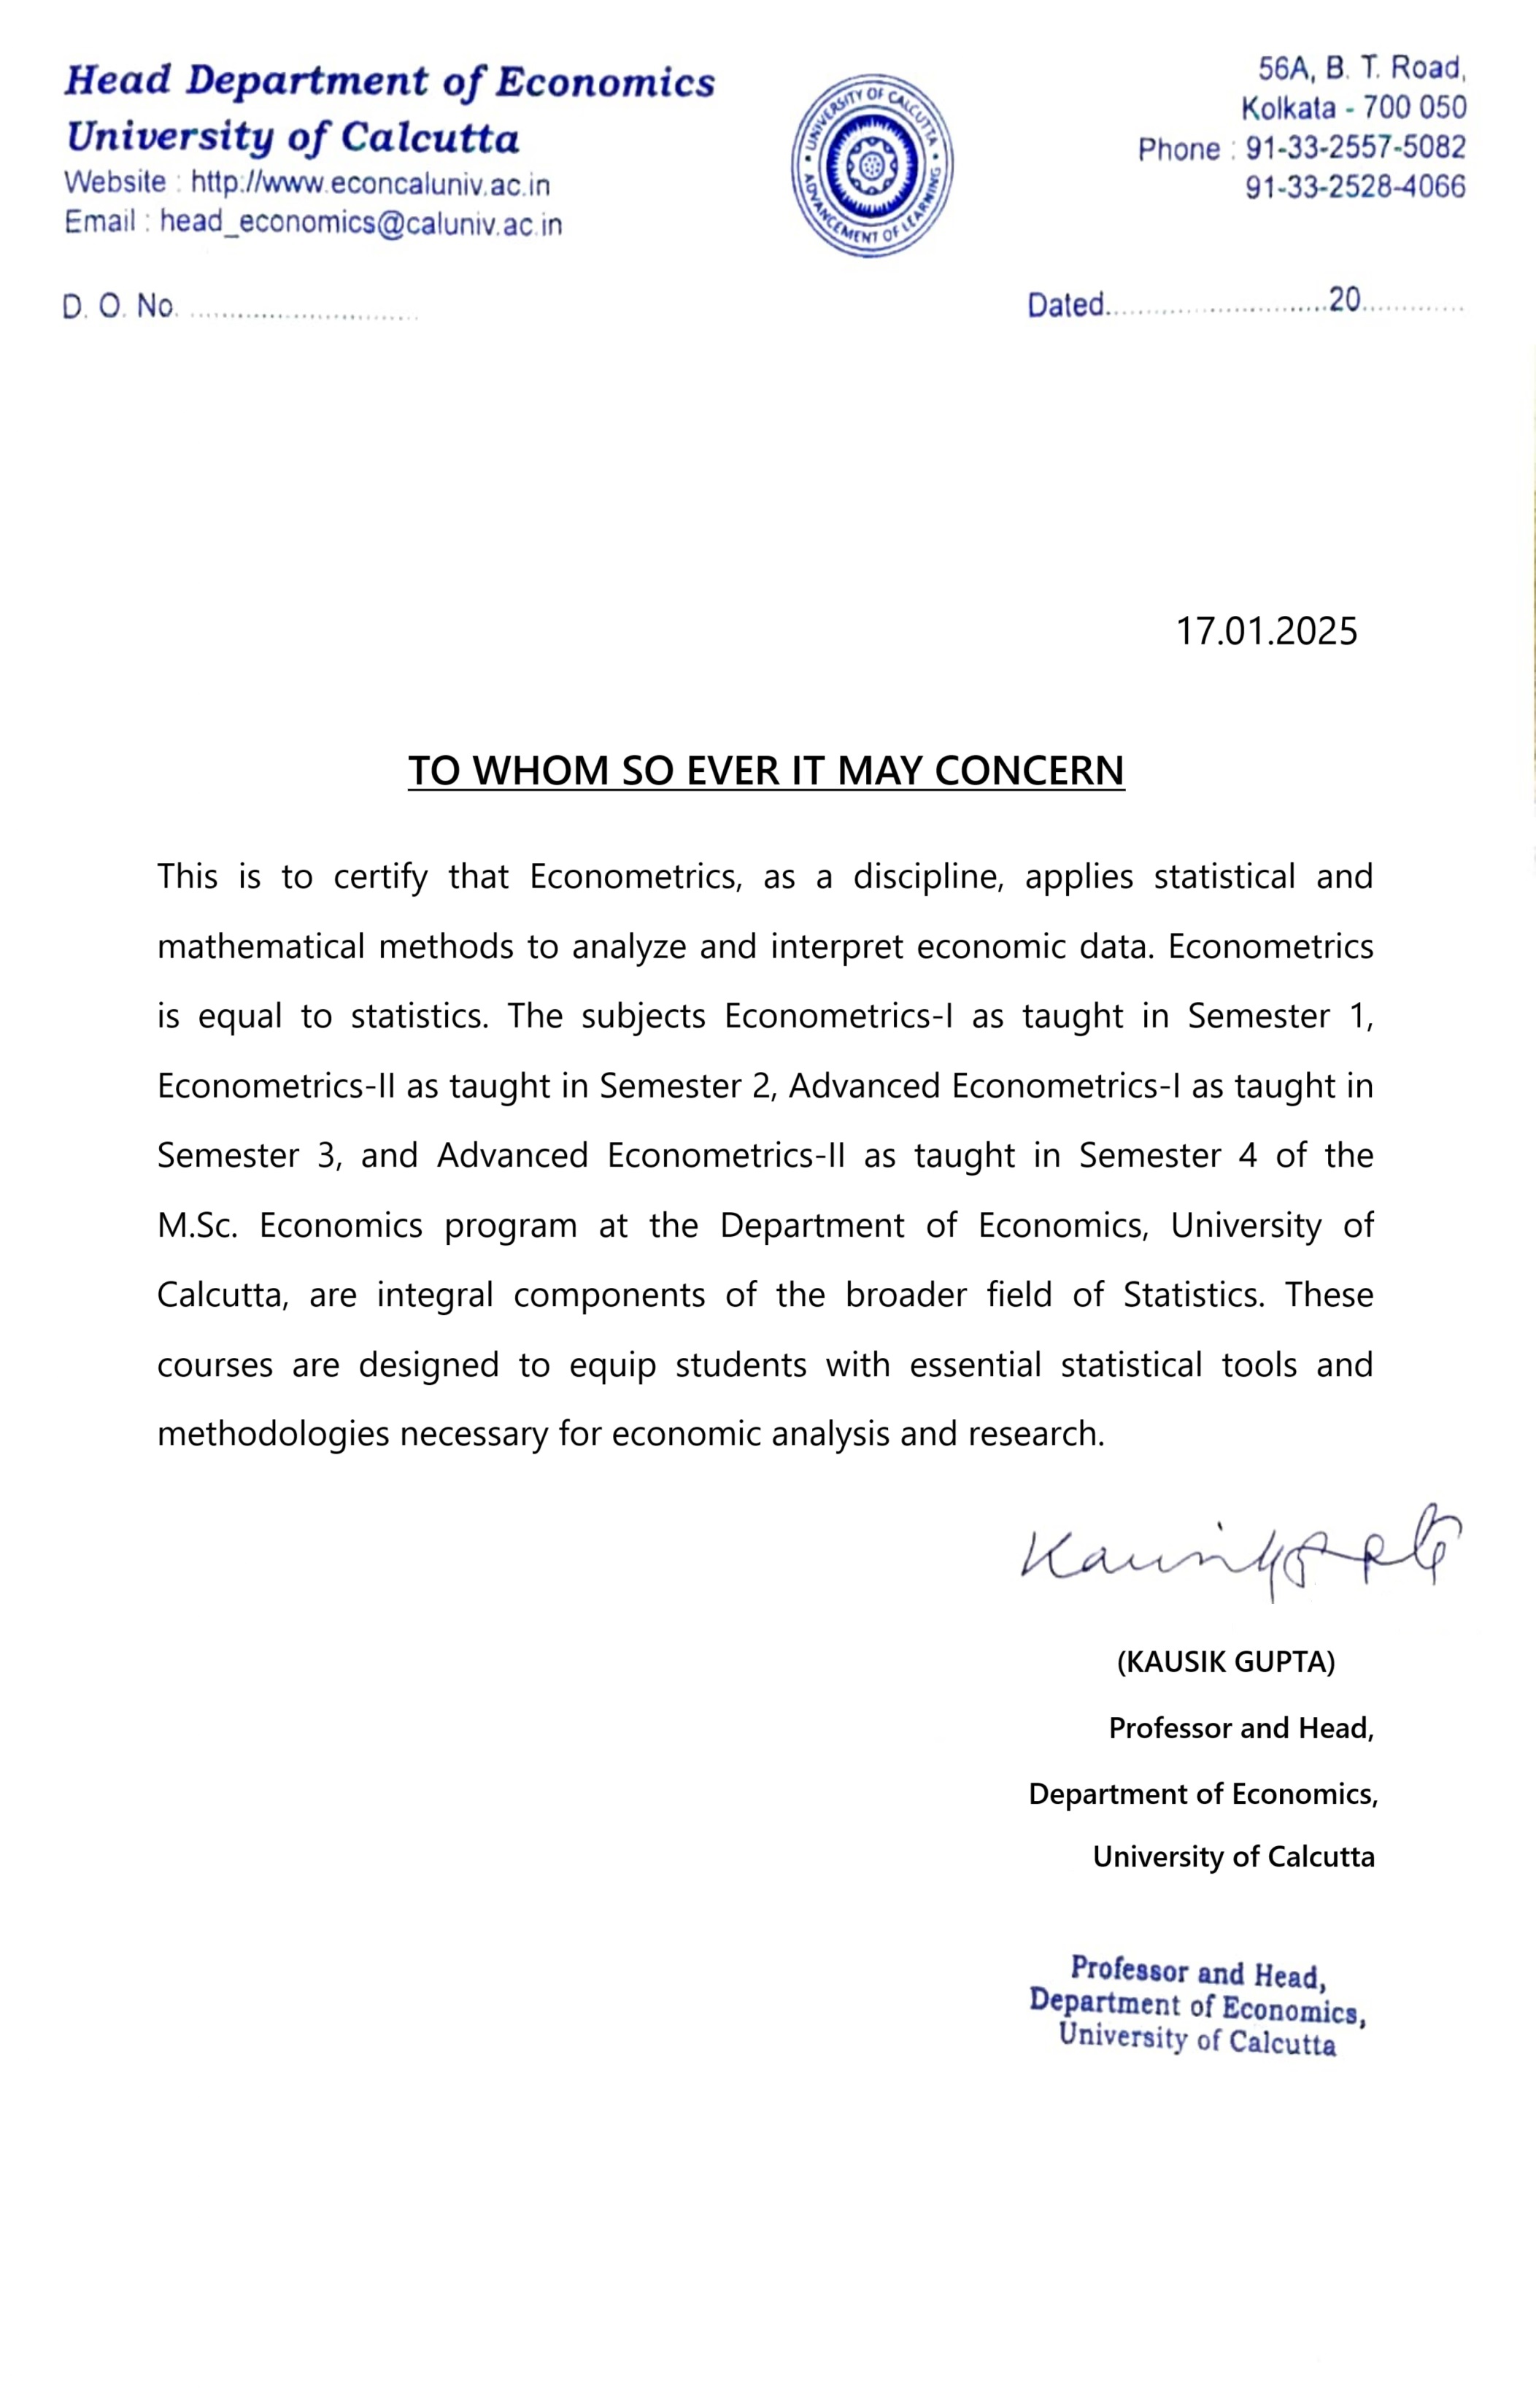 Head Department of Economics
University of Calcutta
Website : http://www.econcaluniv.ac.in
Email : head_economics@caluniv.ac.in
UNIVERSITY OF CALCUTTA
ADVANCEMENT OF LEARNING
56A, B. T. Road,
Kolkata - 700 050
Phone : 91-33-2557-5082
91-33-2528-4066
D. O. No. ..............................
Dated..............................20..............
17.01.2025
TO WHOM SO EVER IT MAY CONCERN
This is to certify that Econometrics, as a discipline, applies statistical and
mathematical methods to analyze and interpret economic data. Econometrics
is equal to statistics. The subjects Econometrics-I as taught in Semester 1,
Econometrics-II as taught in Semester 2, Advanced Econometrics-I as taught in
Semester 3, and Advanced Econometrics-II as taught in Semester 4 of the
M.Sc. Economics program at the Department of Economics, University of
Calcutta, are integral components of the broader field of Statistics. These
courses are designed to equip students with essential statistical tools and
methodologies necessary for economic analysis and research.
Kausik Gupta
(KAUSIK GUPTA)
Professor and Head,
Department of Economics,
University of Calcutta
Professor and Head,
Department of Economics,
University of Calcutta